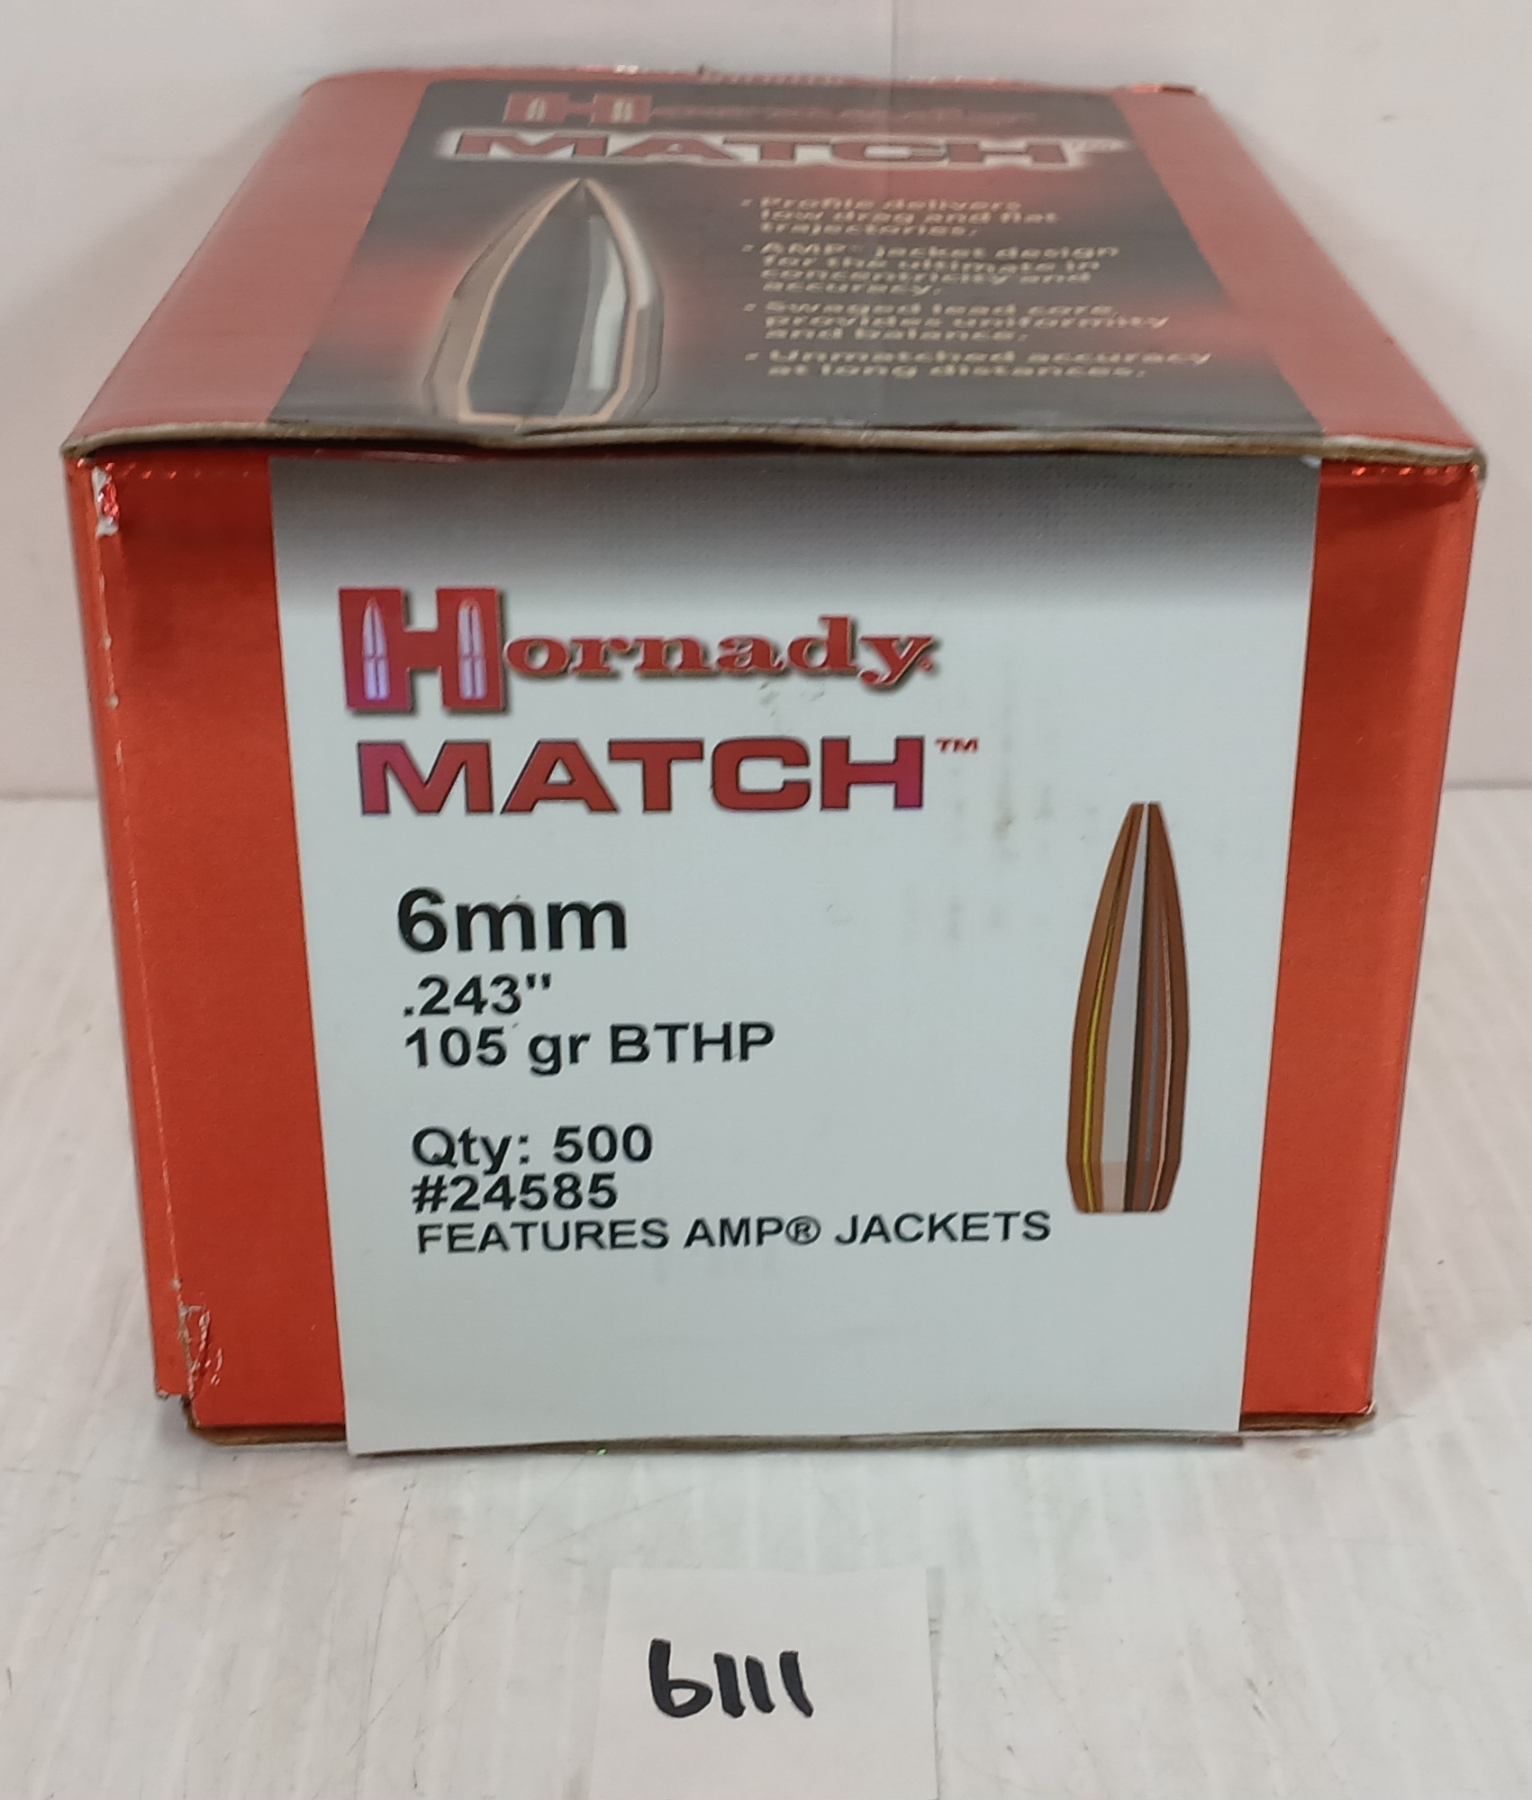 Hornady
MATCH™
• Profile delivers
low drag and flat
trajectories.
• AMP® jacket design
for the ultimate in
concentricity and
accuracy.
• Swaged lead core
provides uniformity
and balance.
• Unmatched accuracy
at long distances.
Hornady®
MATCH™
6mm
.243"
105 gr BTHP
Qty: 500
#24585
FEATURES AMP® JACKETS
6111